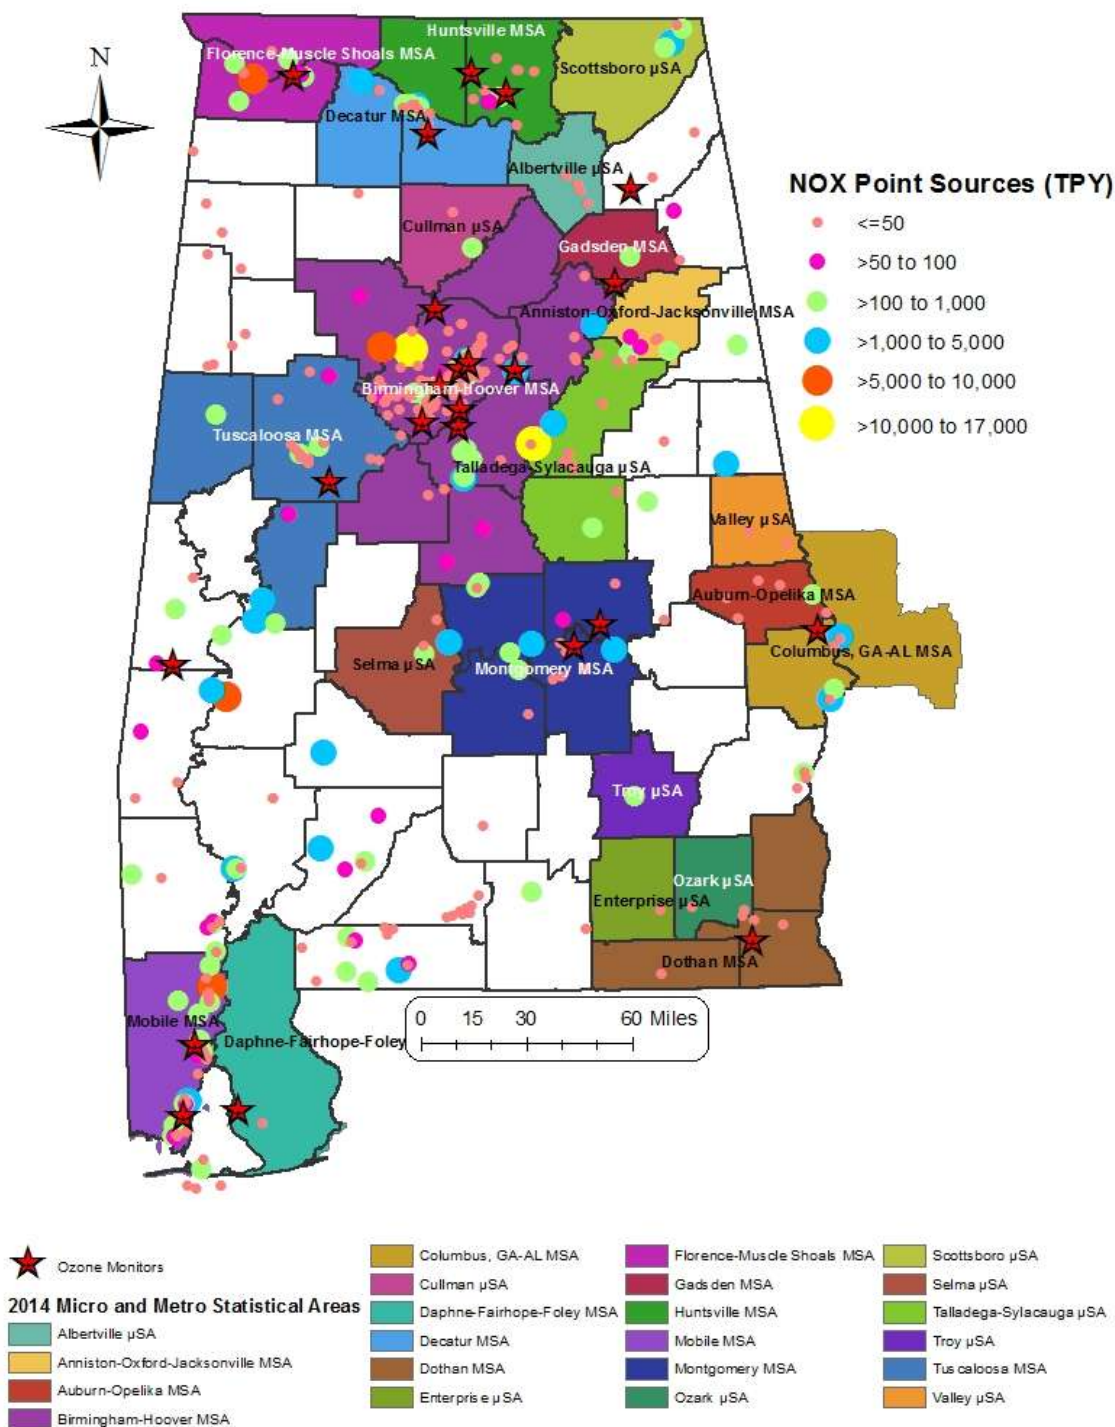 N
Huntsville MSA
Florence-Muscle Shoals MSA
Scottsboro µSA
Decatur MSA
Albertville µSA
NOX Point Sources (TPY)
<=50
>50 to 100
>100 to 1,000
>1,000 to 5,000
>5,000 to 10,000
>10,000 to 17,000
Cullman µSA
Gadsden MSA
Anniston-Oxford-Jacksonville MSA
Birmingham-Hoover MSA
Tuscaloosa MSA
Talladega-Sylacauga µSA
Valley µSA
Auburn-Opelika MSA
Columbus, GA-AL MSA
Selma µSA
Montgomery MSA
Troy µSA
Ozark µSA
Enterprise µSA
Dothan MSA
Mobile MSA
Daphne-Fairhope-Foley
0 15 30 60 Miles
Ozone Monitors
2014 Micro and Metro Statistical Areas
Albertville µSA
Anniston-Oxford-Jacksonville MSA
Auburn-Opelika MSA
Birmingham-Hoover MSA
Columbus, GA-AL MSA
Cullman µSA
Daphne-Fairhope-Foley MSA
Decatur MSA
Dothan MSA
Enterprise µSA
Florence-Muscle Shoals MSA
Gadsden MSA
Huntsville MSA
Mobile MSA
Montgomery MSA
Ozark µSA
Scottsboro µSA
Selma µSA
Talladega-Sylacauga µSA
Troy µSA
Tuscaloosa MSA
Valley µSA